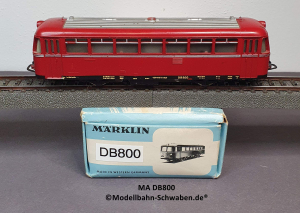 MÄRKLIN
DB800
MA DB800
©Modellbahn-Schwaben.de®